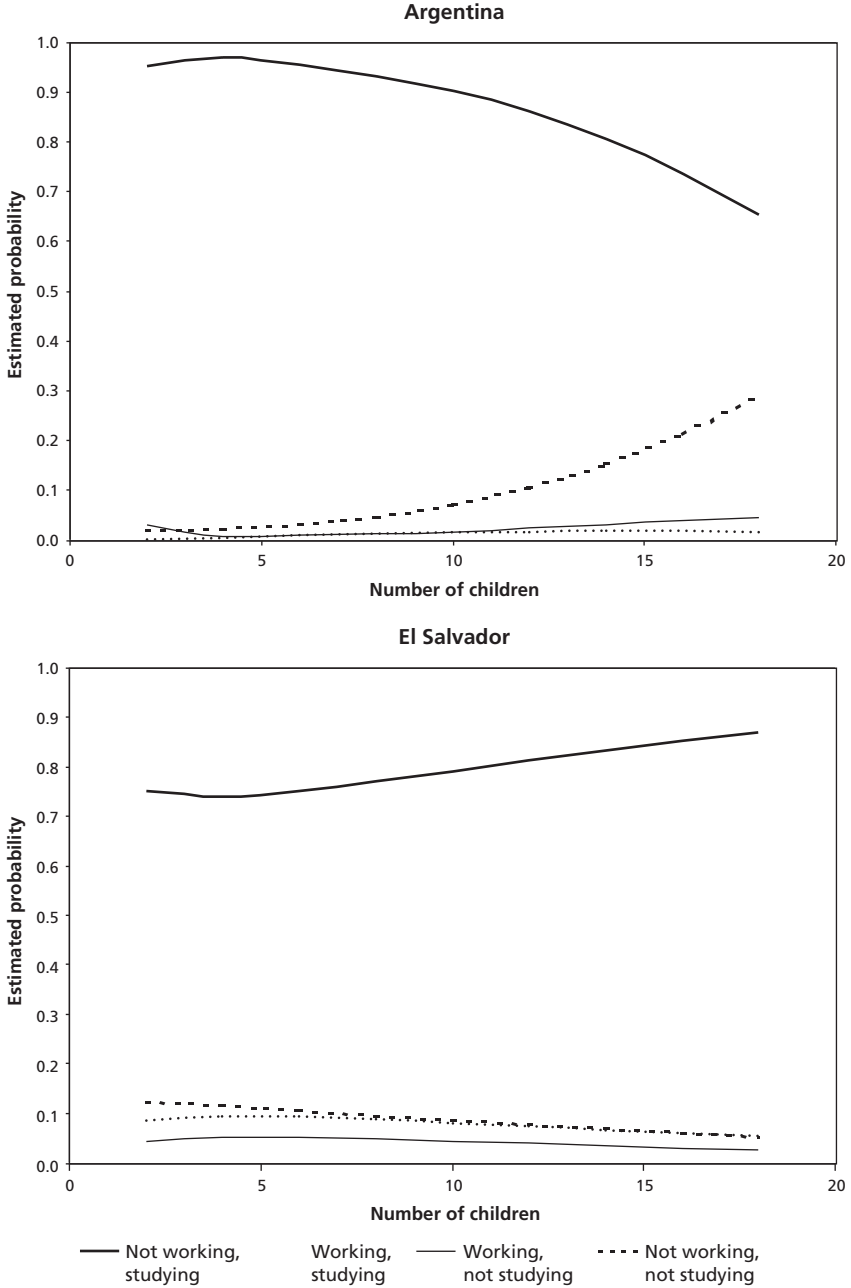 Argentina
1.0
0.9
0.8
0.7
0.6
0.5
0.4
0.3
0.2
0.1
0.0
Estimated probability
0 5 10 15 20
Number of children
El Salvador
1.0
0.9
0.8
0.7
0.6
0.5
0.4
0.3
0.2
0.1
0.0
Estimated probability
0 5 10 15 20
Number of children
Not working, Working, Working, Not working,
studying studying not studying not studying